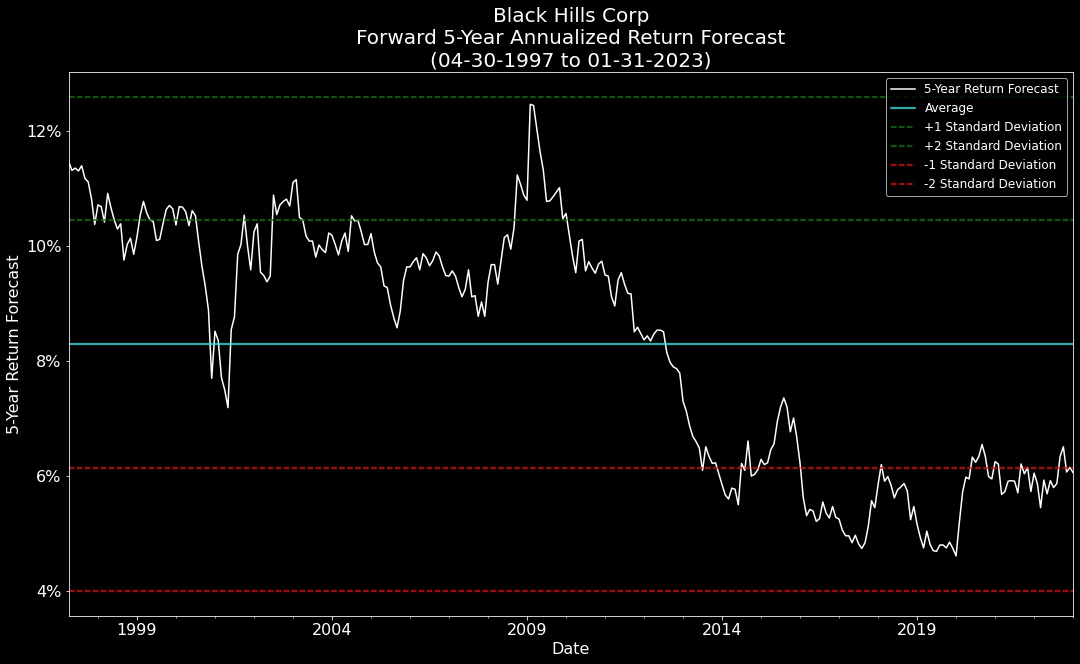 Black Hills Corp
Forward 5-Year Annualized Return Forecast
(04-30-1997 to 01-31-2023)
5-Year Return Forecast
Average
+1 Standard Deviation
+2 Standard Deviation
-1 Standard Deviation
-2 Standard Deviation
12%
10%
8%
6%
4%
5-Year Return Forecast
1999
2004
2009
2014
2019
Date